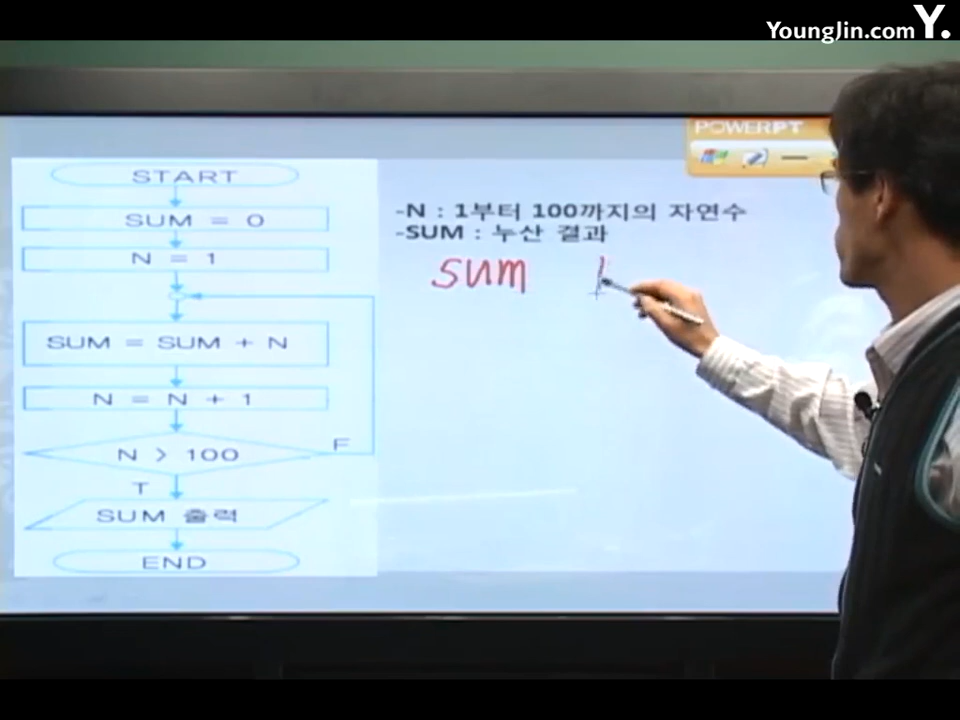 YoungJin.com Y.
POWERPT
START
SUM = 0
N = 1
SUM = SUM + N
N = N + 1
N > 100
F
T
SUM 출력
END
-N : 1부터 100까지의 자연수
-SUM : 누산 결과
SUM